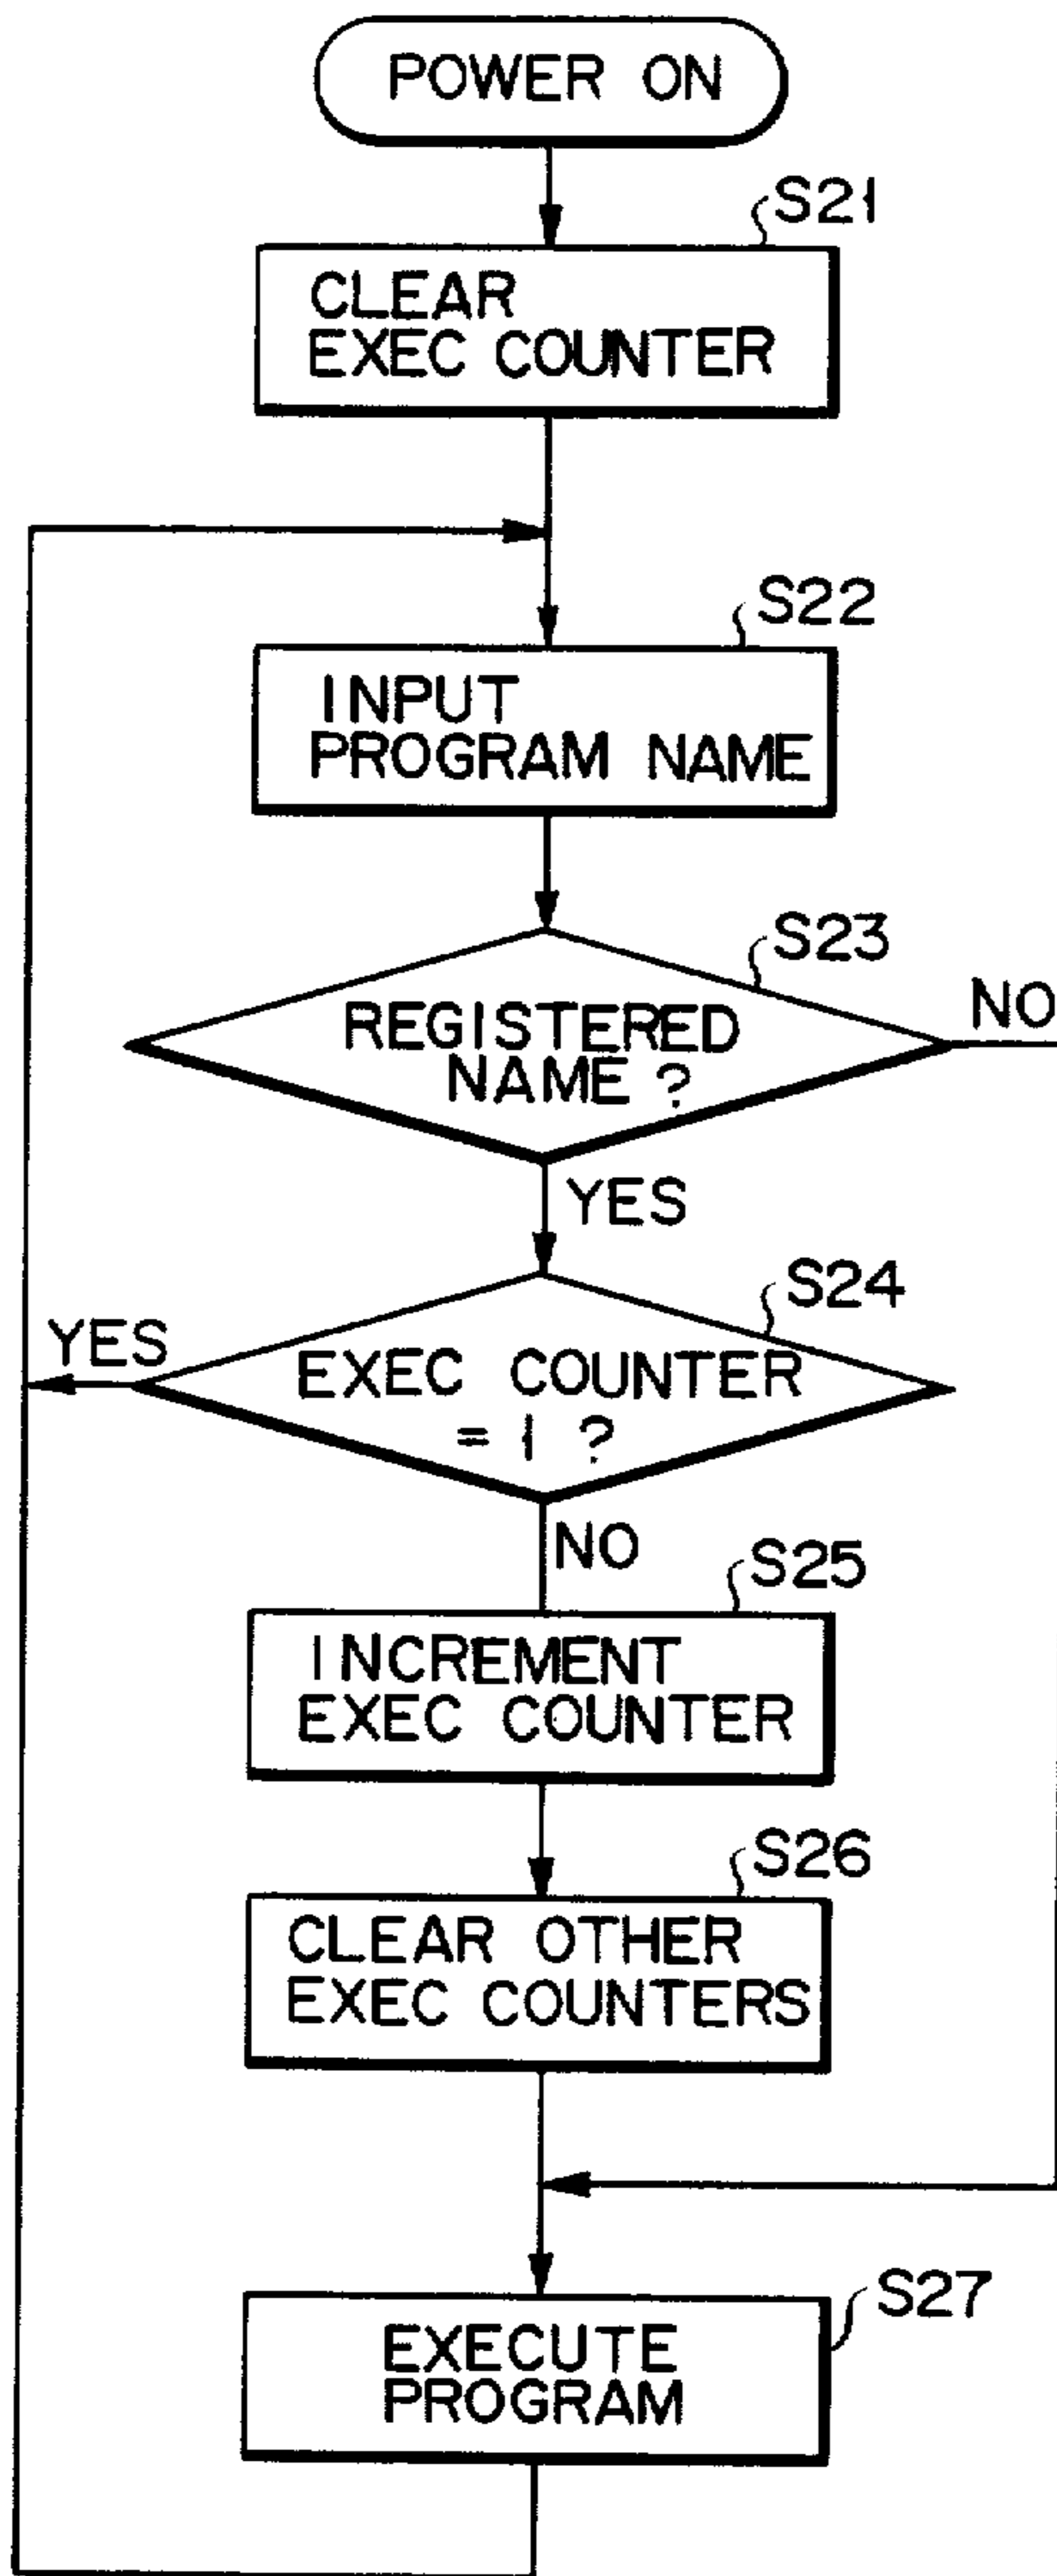 POWER ON
S21
CLEAR
EXEC COUNTER
S22
INPUT
PROGRAM NAME
S23
REGISTERED
NAME ?
NO
YES
S24
YES
EXEC COUNTER
= 1 ?
NO
S25
INCREMENT
EXEC COUNTER
S26
CLEAR OTHER
EXEC COUNTERS
S27
EXECUTE
PROGRAM